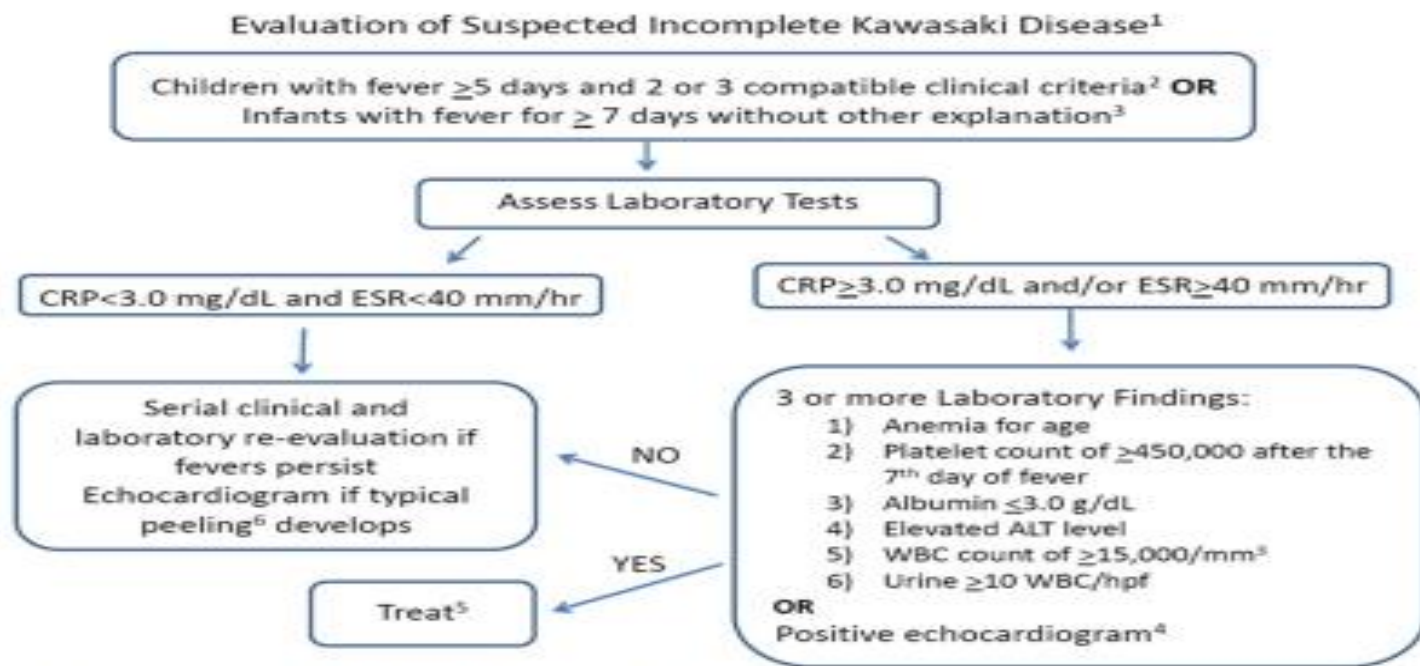 Evaluation of Suspected Incomplete Kawasaki Disease¹
Children with fever ≥5 days and 2 or 3 compatible clinical criteria² OR
Infants with fever for ≥ 7 days without other explanation³
Assess Laboratory Tests
CRP<3.0 mg/dL and ESR<40 mm/hr
CRP≥3.0 mg/dL and/or ESR≥40 mm/hr
Serial clinical and
laboratory re-evaluation if
fevers persist
Echocardiogram if typical
peeling⁶ develops
NO
YES
Treat⁵
3 or more Laboratory Findings:
1) Anemia for age
2) Platelet count of ≥450,000 after the
7th day of fever
3) Albumin ≤3.0 g/dL
4) Elevated ALT level
5) WBC count of ≥15,000/mm³
6) Urine ≥10 WBC/hpf
OR
Positive echocardiogram⁴